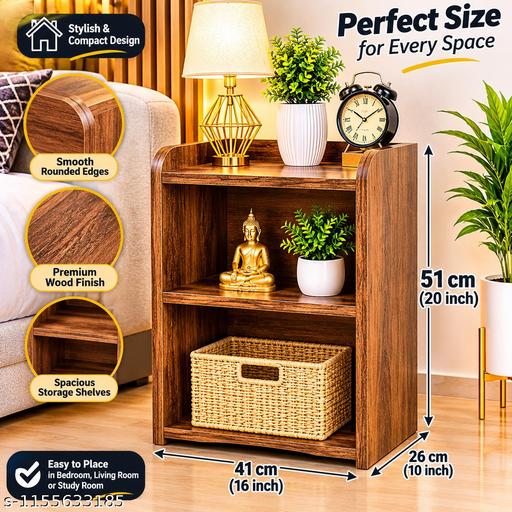 Stylish &
Compact Design
Perfect Size
for Every Space
Smooth
Rounded Edges
Premium
Wood Finish
Spacious
Storage Shelves
51 cm
(20 inch)
41 cm
(16 inch)
26 cm
(10 inch)
Easy to Place
in Bedroom, Living Room
or Study Room
s-1155633185